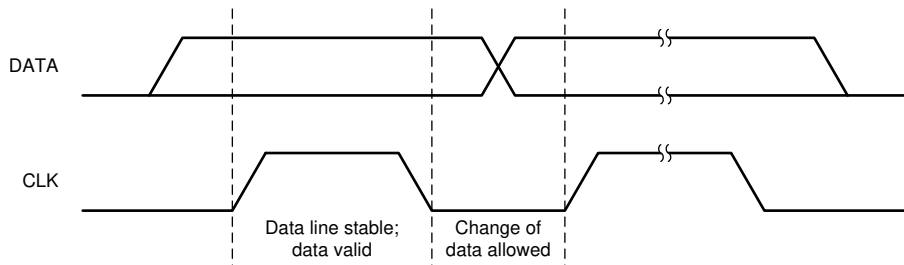 DATA
CLK
Data line stable;
data valid
Change of
data allowed